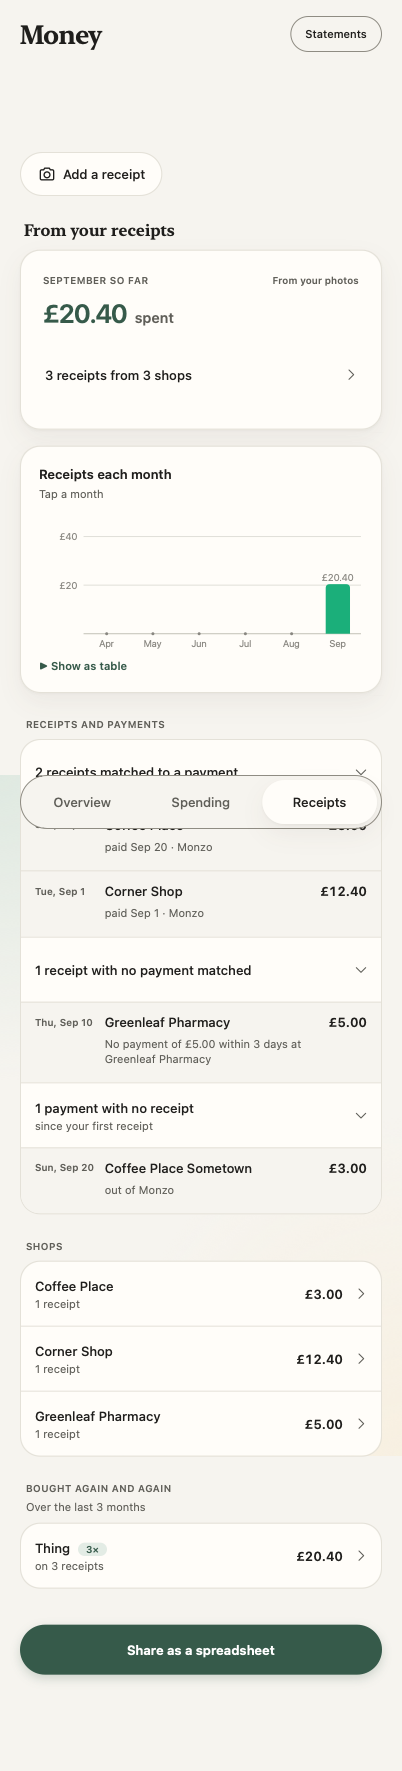 Money
Statements
Add a receipt
From your receipts
SEPTEMBER SO FAR
From your photos
£20.40 spent
3 receipts from 3 shops
Receipts each month
Tap a month
£40
£20
£20.40
Apr May Jun Jul Aug Sep
Show as table
RECEIPTS AND PAYMENTS
2 receipts matched to a payment
Overview Spending Receipts
paid Sep 20 · Monzo
Tue, Sep 1 Corner Shop £12.40
paid Sep 1 · Monzo
1 receipt with no payment matched
Thu, Sep 10 Greenleaf Pharmacy £5.00
No payment of £5.00 within 3 days at
Greenleaf Pharmacy
1 payment with no receipt
since your first receipt
Sun, Sep 20 Coffee Place Sometown £3.00
out of Monzo
SHOPS
Coffee Place £3.00
1 receipt
Corner Shop £12.40
1 receipt
Greenleaf Pharmacy £5.00
1 receipt
BOUGHT AGAIN AND AGAIN
Over the last 3 months
Thing 3× £20.40
on 3 receipts
Share as a spreadsheet